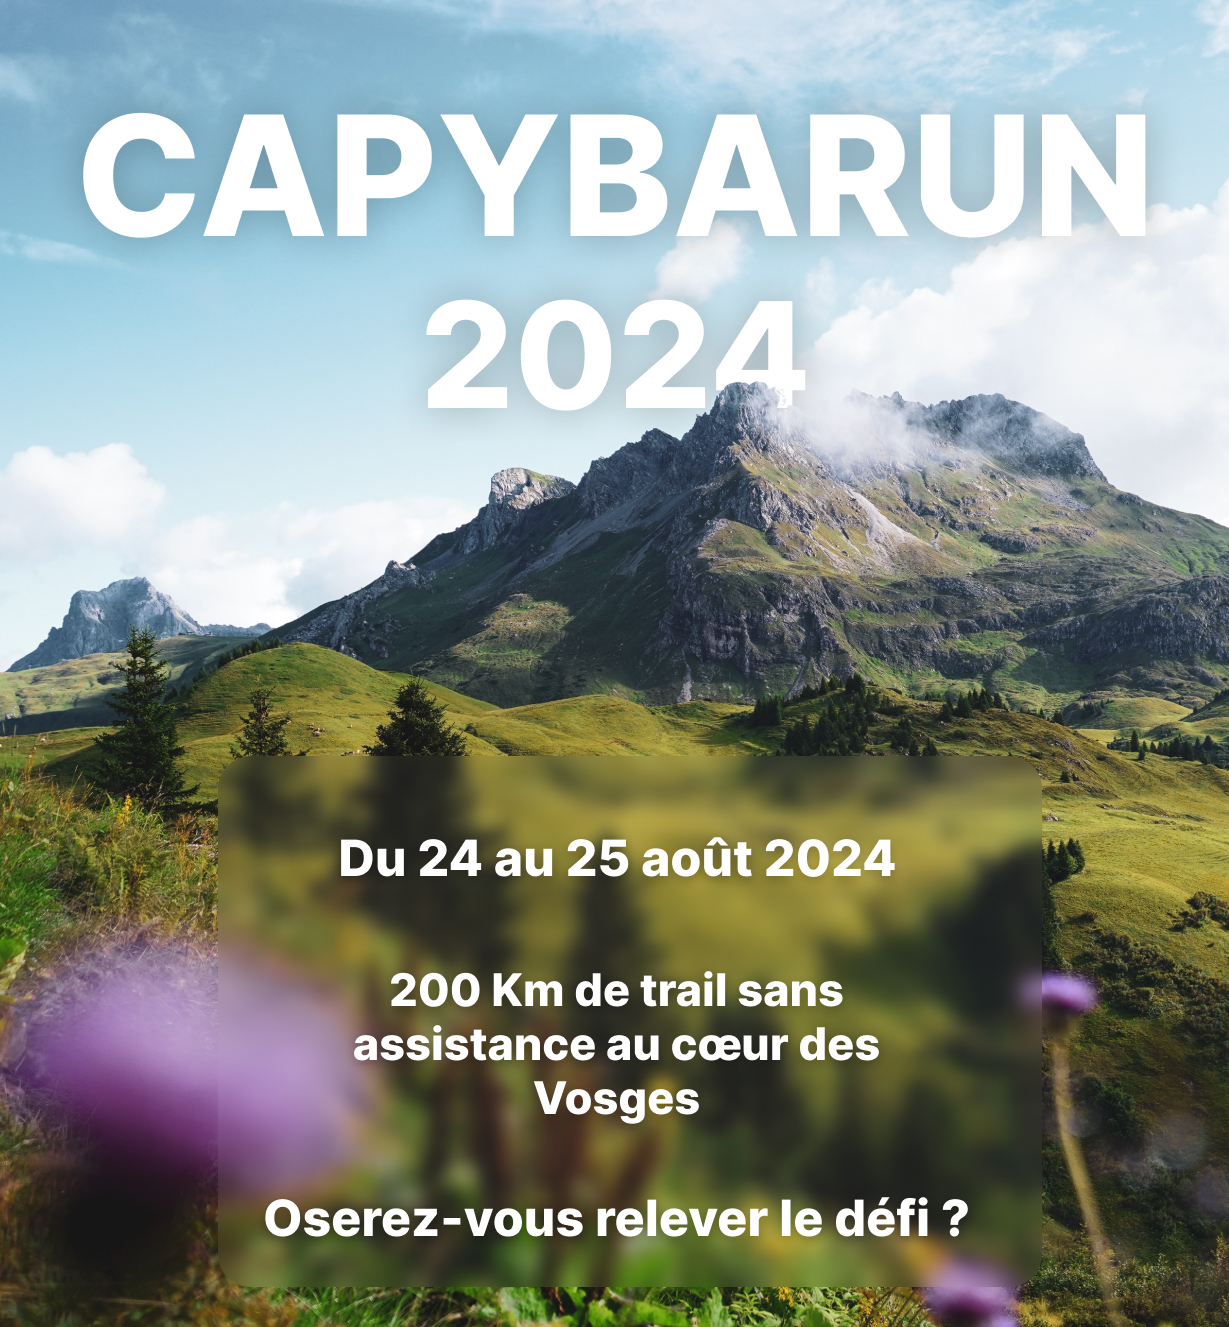 CAPYBARUN
2024
Du 24 au 25 août 2024
200 Km de trail sans
assistance au cœur des
Vosges
Oserez-vous relever le défi ?